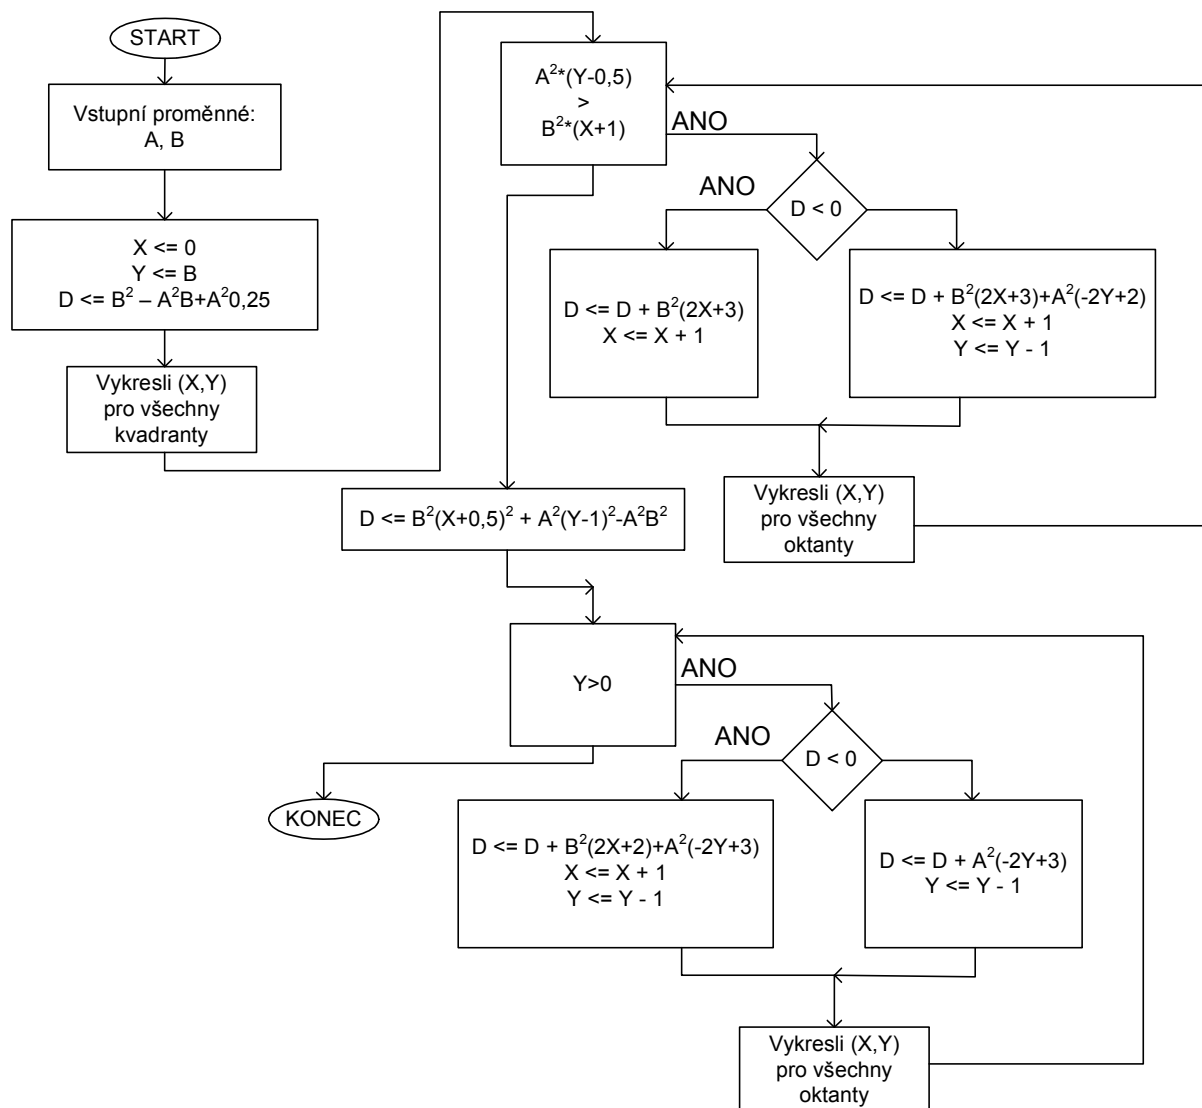 START
Vstupní proměnné:
A, B
X <= 0
Y <= B
D <= B² – A²B+A²0,25
Vykresli (X,Y)
pro všechny
kvadranty
A²*(Y-0,5)
>
B²*(X+1)
ANO
D < 0
ANO
D <= D + B²(2X+3)
X <= X + 1
D <= D + B²(2X+3)+A²(-2Y+2)
X <= X + 1
Y <= Y - 1
Vykresli (X,Y)
pro všechny
oktanty
D <= B²(X+0,5)² + A²(Y-1)²-A²B²
Y>0
ANO
D < 0
ANO
KONEC
D <= D + B²(2X+2)+A²(-2Y+3)
X <= X + 1
Y <= Y - 1
D <= D + A²(-2Y+3)
Y <= Y - 1
Vykresli (X,Y)
pro všechny
oktanty